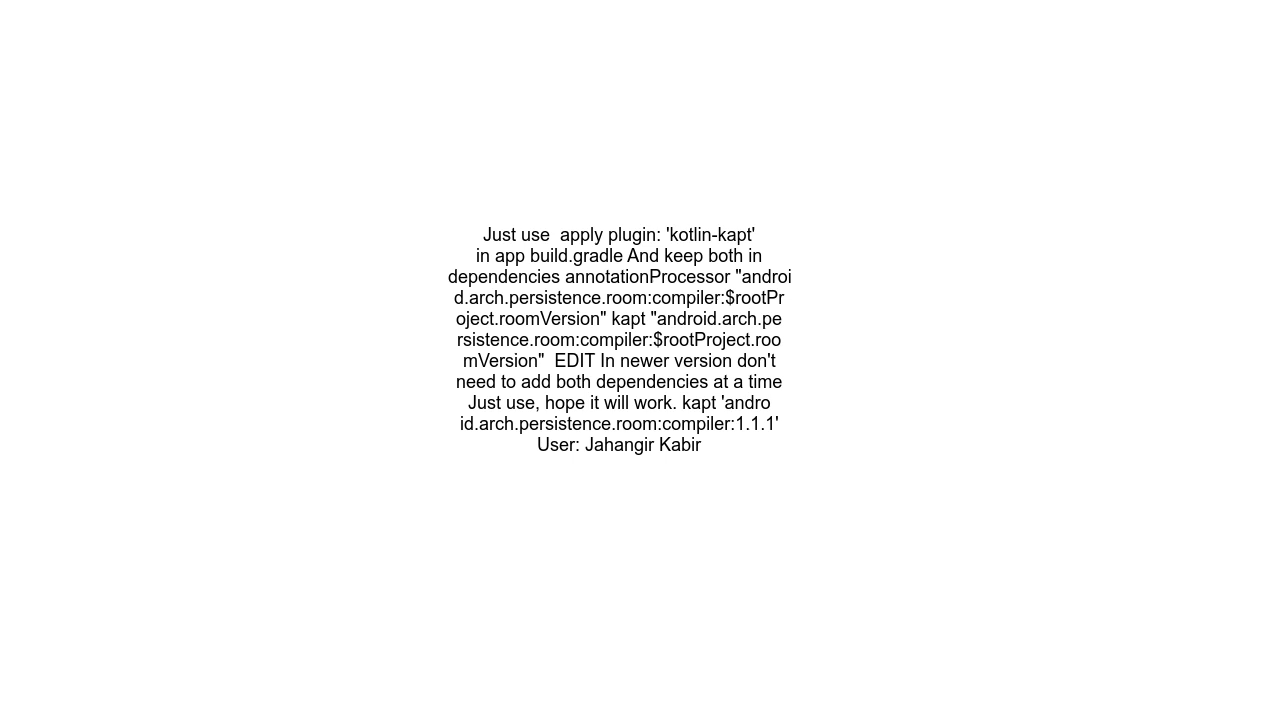 Just use  apply plugin: 'kotlin-kapt'
in app build.gradle And keep both in
dependencies annotationProcessor "androi
d.arch.persistence.room:compiler:$rootPr
oject.roomVersion" kapt "android.arch.pe
rsistence.room:compiler:$rootProject.roo
mVersion"  EDIT In newer version don't
need to add both dependencies at a time
Just use, hope it will work. kapt 'andro
id.arch.persistence.room:compiler:1.1.1'
User: Jahangir Kabir